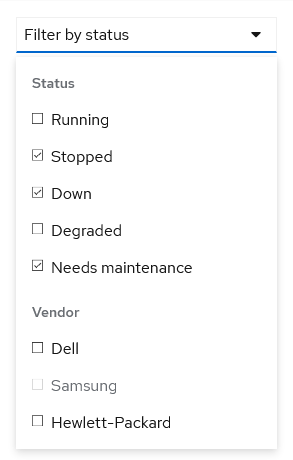 Filter by status
Status
Running
Stopped
Down
Degraded
Needs maintenance
Vendor
Dell
Samsung
Hewlett-Packard